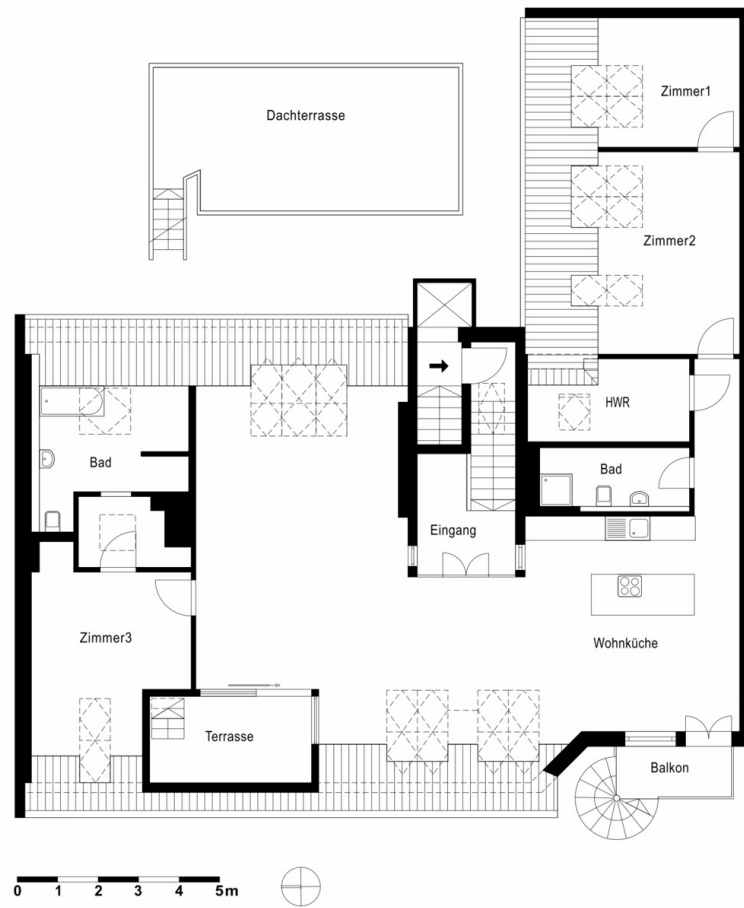 Dachterrasse
Zimmer1
Zimmer2
HWR
Bad
Bad
Eingang
Zimmer3
Wohnküche
Terrasse
Balkon
0 1 2 3 4 5m